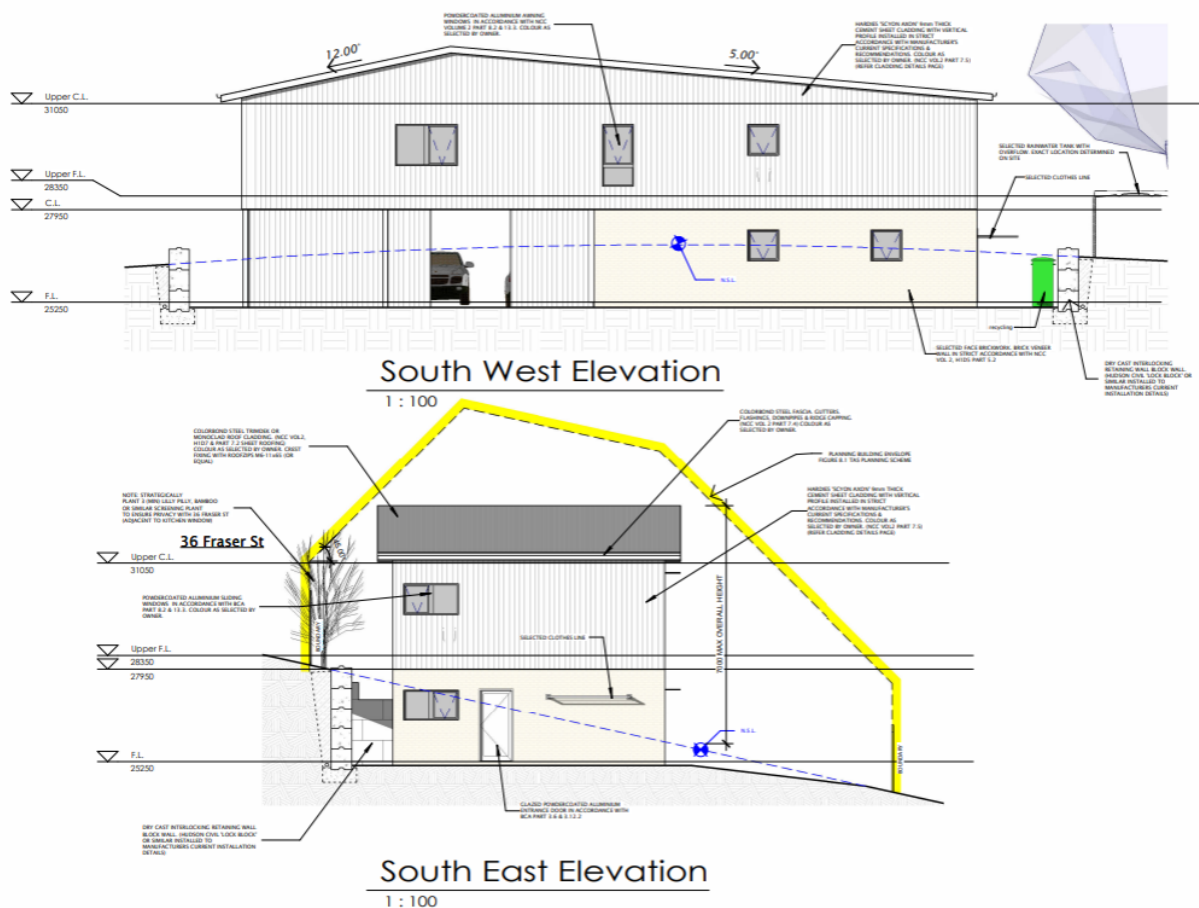 POWDERCOATED ALUMINIUM AWNING
WINDOWS IN ACCORDANCE WITH NCC
VOLUME 2 PART 8.2 & 13.3. COLOUR AS
SELECTED BY OWNER.
HARDIES 'SCYON AXON' 9mm THICK
CEMENT SHEET CLADDING WITH VERTICAL
PROFILE INSTALLED IN STRICT
ACCORDANCE WITH MANUFACTURER'S
CURRENT SPECIFICATIONS &
RECOMMENDATIONS. COLOUR AS
SELECTED BY OWNER. (NCC VOL2 PART 7.5)
(REFER CLADDING DETAILS PAGE)
12.00°
5.00°
Upper C.L.
31050
SELECTED RAINWATER TANK WITH
OVERFLOW. EXACT LOCATION DETERMINED
ON SITE
Upper F.L.
28350
SELECTED CLOTHES LINE
C.L.
27950
N.S.L.
F.L.
25250
recycling
SELECTED FACE BRICKWORK. BRICK VENEER
WALL IN STRICT ACCORDANCE WITH NCC
VOL 2, H1D5 PART 5.2
DRY CAST INTERLOCKING
RETAINING WALL BLOCK WALL.
(HUDSON CIVIL 'LOCK BLOCK' OR
SIMILAR INSTALLED TO
MANUFACTURERS CURRENT
INSTALLATION DETAILS)
South West Elevation
1 : 100
COLORBOND STEEL TRIMDEK OR
MONOCLAD ROOF CLADDING. (NCC VOL2,
H1D7 & PART 7.2 SHEET ROOFING)
COLOUR AS SELECTED BY OWNER. CREST
FIXING WITH ROOFZIPS M6-11x65 (OR
EQUAL)
COLORBOND STEEL FASCIA, GUTTERS,
FLASHINGS, DOWNPIPES & RIDGE CAPPING.
(NCC VOL 2 PART 7.4) COLOUR AS
SELECTED BY OWNER.
PLANNING BUILDING ENVELOPE
FIGURE 8.1 TAS PLANNING SCHEME
NOTE: STRATEGICALLY
PLANT 3 (MIN) LILLY PILLY, BAMBOO
OR SIMILAR SCREENING PLANT
TO ENSURE PRIVACY WITH 36 FRASER ST
(ADJACENT TO KITCHEN WINDOW)
HARDIES 'SCYON AXON' 9mm THICK
CEMENT SHEET CLADDING WITH VERTICAL
PROFILE INSTALLED IN STRICT
ACCORDANCE WITH MANUFACTURER'S
CURRENT SPECIFICATIONS &
RECOMMENDATIONS. COLOUR AS
SELECTED BY OWNER. (NCC VOL2 PART 7.5)
(REFER CLADDING DETAILS PAGE)
36 Fraser St
45.00°
Upper C.L.
31050
POWDERCOATED ALUMINIUM SLIDING
WINDOWS IN ACCORDANCE WITH BCA
PART 8.2 & 13.3. COLOUR AS SELECTED BY
OWNER.
BOUNDARY
SELECTED CLOTHES LINE
7100 MAX OVERALL HEIGHT
Upper F.L.
28350
27950
N.S.L.
F.L.
25250
BOUNDARY
GLAZED POWDERCOATED ALUMINIUM
ENTRANCE DOOR IN ACCORDANCE WITH
BCA PART 3.6 & 3.12.2
DRY CAST INTERLOCKING RETAINING WALL
BLOCK WALL. (HUDSON CIVIL 'LOCK BLOCK'
OR SIMILAR INSTALLED TO
MANUFACTURERS CURRENT INSTALLATION
DETAILS)
South East Elevation
1 : 100